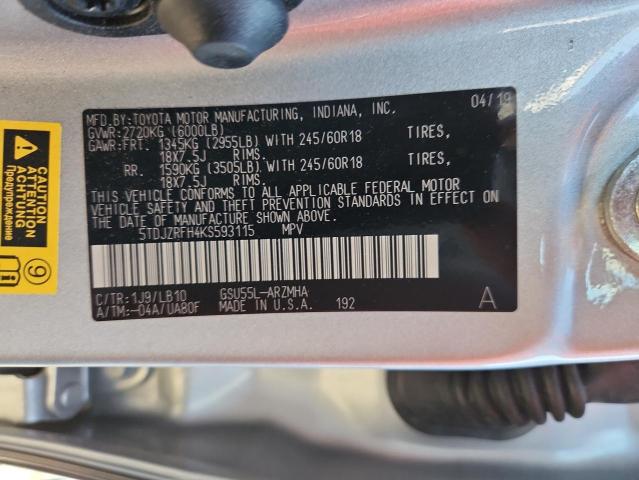 MFD.BY:TOYOTA MOTOR MANUFACTURING, INDIANA, INC. 04/19
GVWR:2720KG (6000LB)
GAWR:FRT. 1345KG (2955LB) WITH 245/60R18 TIRES,
18X7.5J RIMS.
RR. 1590KG (3505LB) WITH 245/60R18 TIRES,
18X7.5J RIMS.
THIS VEHICLE CONFORMS TO ALL APPLICABLE FEDERAL MOTOR
VEHICLE SAFETY AND THEFT PREVENTION STANDARDS IN EFFECT ON
THE DATE OF MANUFACTURE SHOWN ABOVE.
5TDJZRFH4KS593115 MPV
C/TR:1J9/LB10 GSU55L-ARZMHA A
A/TM:-04A/UA80F MADE IN U.S.A. 192
CAUTION
ATTENTION
ACHTUNG
Предупреждение
9